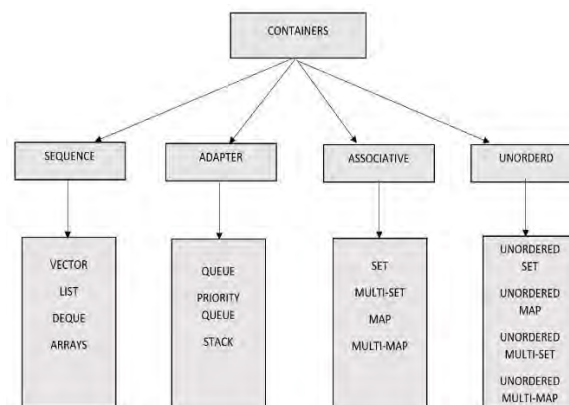 CONTAINERS
SEQUENCE
ADAPTER
ASSOCIATIVE
UNORDERD
VECTOR
LIST
DEQUE
ARRAYS
QUEUE
PRIORITY
QUEUE
STACK
SET
MULTI-SET
MAP
MULTI-MAP
UNORDERED
SET
UNORDERED
MAP
UNORDERED
MULTI-SET
UNORDERED
MULTI-MAP